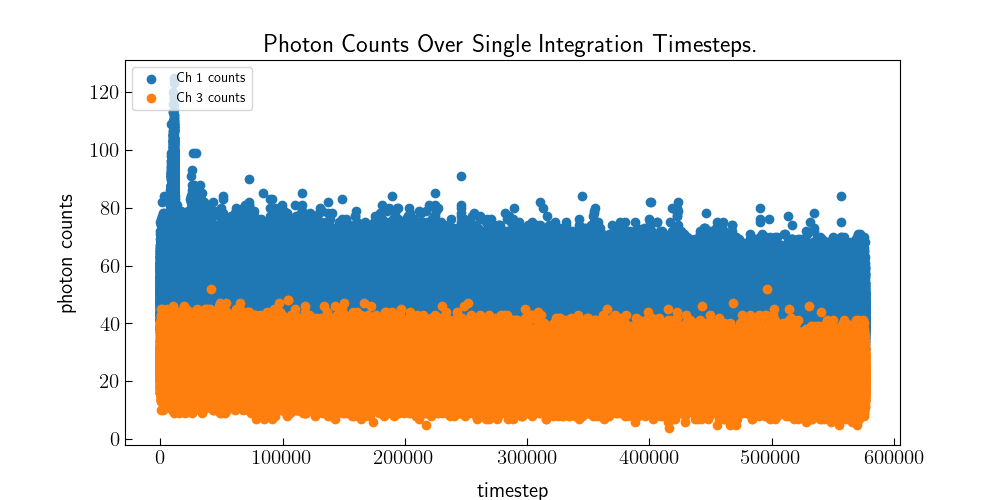 Photon Counts Over Single Integration Timesteps.
Ch 1 counts
Ch 3 counts
photon counts
120
100
80
60
40
20
0
0 100000 200000 300000 400000 500000 600000
timestep